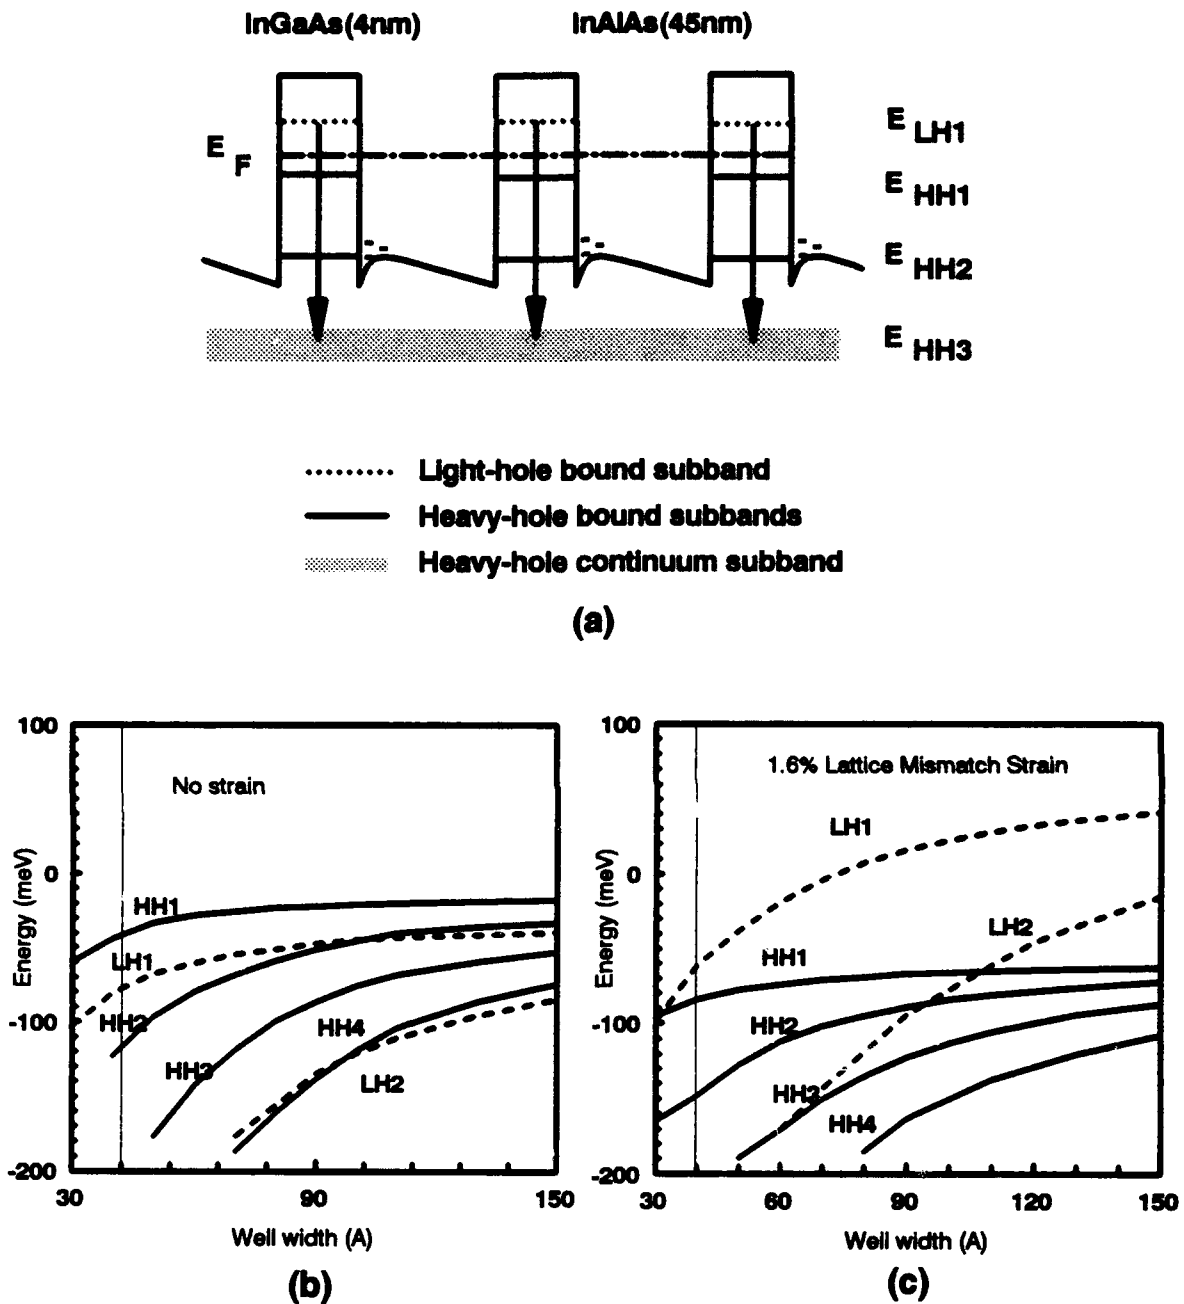 InGaAs(4nm) InAlAs(45nm)
E LH1
E F
E HH1
E HH2
E HH3
Light-hole bound subband
Heavy-hole bound subbands
Heavy-hole continuum subband
(a)
100
No strain
0
HH1
LH1
-100
HH2
HH3
HH4
LH2
-200
30 90 150
Energy (meV)
Well width (A)
(b)
100
1.6% Lattice Mismatch Strain
LH1
0
LH2
HH1
-100
HH2
HH3
HH4
-200
30 60 90 120 150
Energy (meV)
Well width (A)
(c)